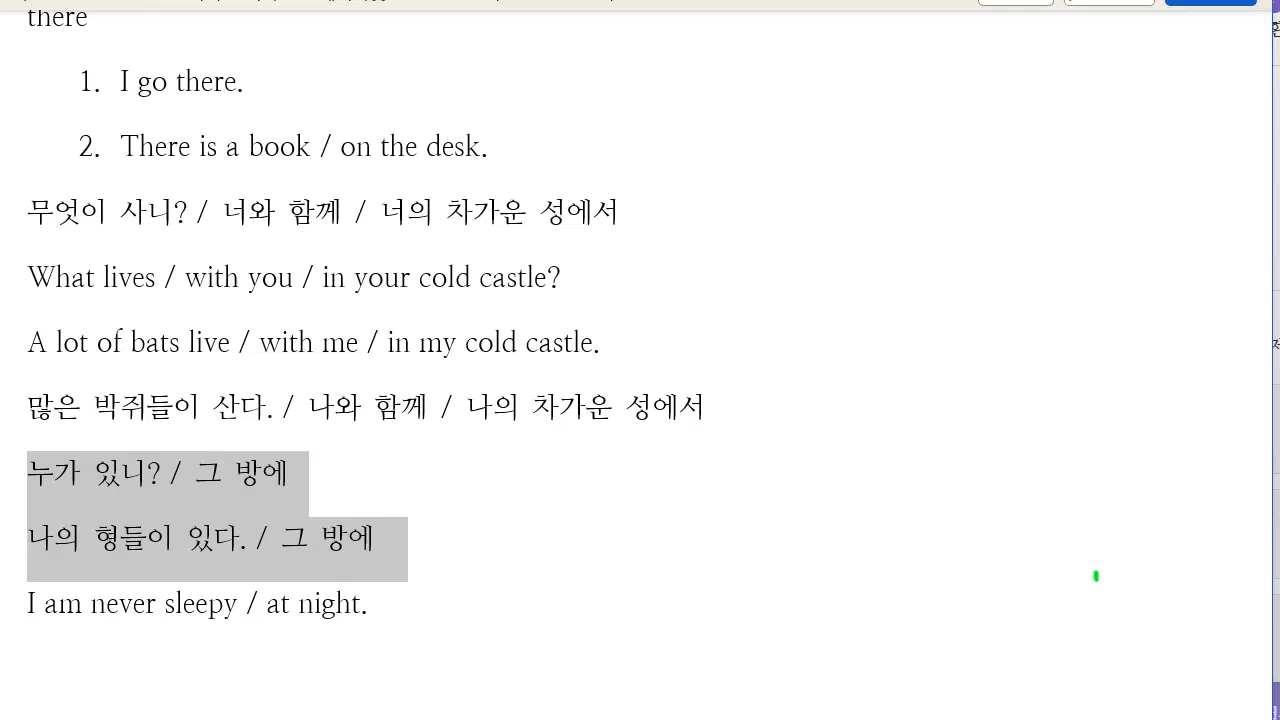 there
1. I go there.
2. There is a book / on the desk.
무엇이 사니? / 너와 함께 / 너의 차가운 성에서
What lives / with you / in your cold castle?
A lot of bats live / with me / in my cold castle.
많은 박쥐들이 산다. / 나와 함께 / 나의 차가운 성에서
누가 있니? / 그 방에
나의 형들이 있다. / 그 방에
I am never sleepy / at night.